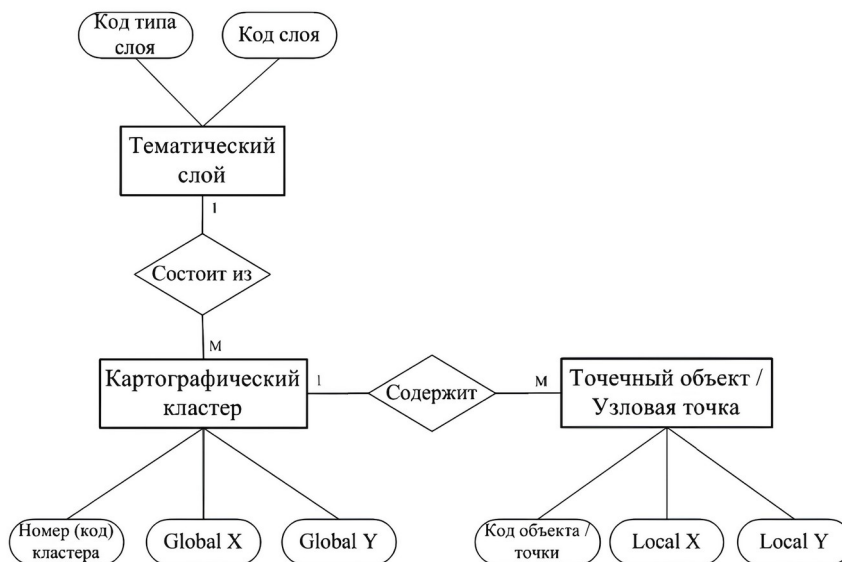 Код типа
слоя
Код слоя
Тематический
слой
1
Состоит из
М
Картографический
кластер
1
Содержит
М
Точечный объект /
Узловая точка
Номер (код)
кластера
Global X
Global Y
Код объекта /
точки
Local X
Local Y